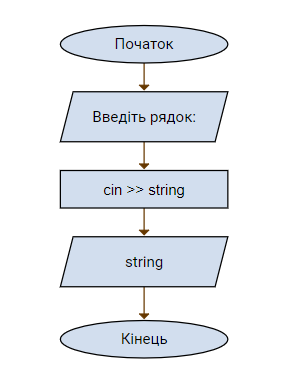 Початок
Введіть рядок:
cin >> string
string
Кінець